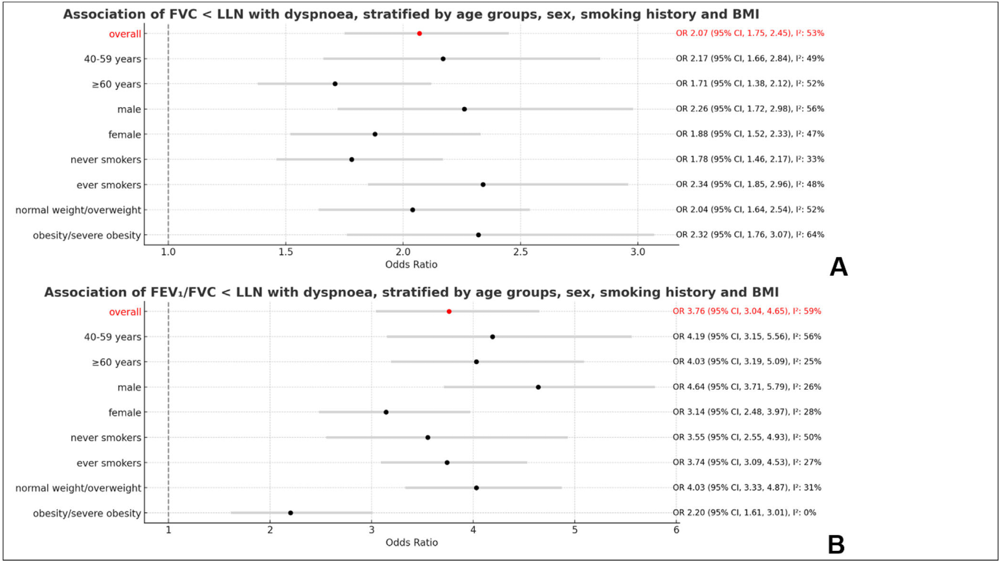 Association of FVC < LLN with dyspnoea, stratified by age groups, sex, smoking history and BMI
overall OR 2.07 (95% CI, 1.75, 2.45), I²: 53%
40-59 years OR 2.17 (95% CI, 1.66, 2.84), I²: 49%
≥60 years OR 1.71 (95% CI, 1.38, 2.12), I²: 52%
male OR 2.26 (95% CI, 1.72, 2.98), I²: 56%
female OR 1.88 (95% CI, 1.52, 2.33), I²: 47%
never smokers OR 1.78 (95% CI, 1.46, 2.17), I²: 33%
ever smokers OR 2.34 (95% CI, 1.85, 2.96), I²: 48%
normal weight/overweight OR 2.04 (95% CI, 1.64, 2.54), I²: 52%
obesity/severe obesity OR 2.32 (95% CI, 1.76, 3.07), I²: 64%
1.0 1.5 2.0 2.5 3.0
Odds Ratio
A
Association of FEV₁/FVC < LLN with dyspnoea, stratified by age groups, sex, smoking history and BMI
overall OR 3.76 (95% CI, 3.04, 4.65), I²: 59%
40-59 years OR 4.19 (95% CI, 3.15, 5.56), I²: 56%
≥60 years OR 4.03 (95% CI, 3.19, 5.09), I²: 25%
male OR 4.64 (95% CI, 3.71, 5.79), I²: 26%
female OR 3.14 (95% CI, 2.48, 3.97), I²: 28%
never smokers OR 3.55 (95% CI, 2.55, 4.93), I²: 50%
ever smokers OR 3.74 (95% CI, 3.09, 4.53), I²: 27%
normal weight/overweight OR 4.03 (95% CI, 3.33, 4.87), I²: 31%
obesity/severe obesity OR 2.20 (95% CI, 1.61, 3.01), I²: 0%
1 2 3 4 5 6
Odds Ratio
B